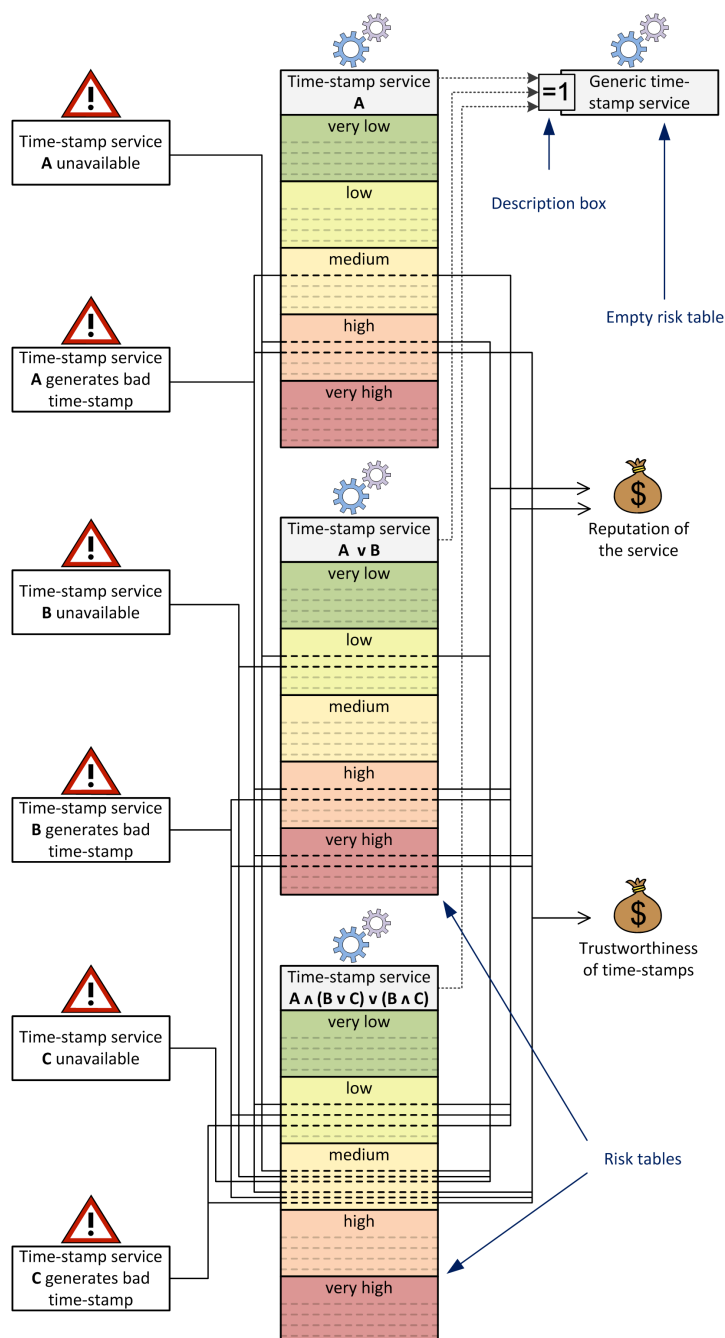 Time-stamp service
A
very low
low
medium
high
very high
=1
Generic time-
stamp service
Description box
Empty risk table
Time-stamp service
A unavailable
Time-stamp service
A generates bad
time-stamp
Time-stamp service
B unavailable
Time-stamp service
B generates bad
time-stamp
Time-stamp service
C unavailable
Time-stamp service
C generates bad
time-stamp
Time-stamp service
A v B
very low
low
medium
high
very high
Time-stamp service
A ∧ (B v C) v (B ∧ C)
very low
low
medium
high
very high
$
Reputation of
the service
$
Trustworthiness
of time-stamps
Risk tables